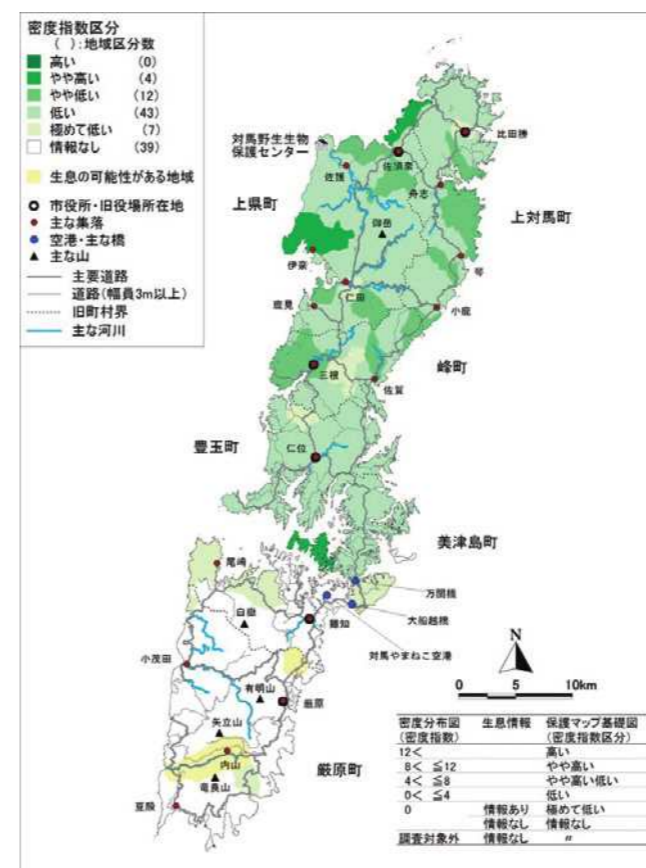 密度指数区分
( ):地域区分数
高い (0)
やや高い (4)
やや低い (12)
低い (43)
極めて低い (7)
情報なし (39)
生息の可能性がある地域
市役所・旧役場所在地
主な集落
空港・主な橋
主な山
主要道路
道路(幅員3m以上)
旧町村界
主な河川
対馬野生生物
保護センター
比田勝
佐須奈
佐護
舟志
上県町
御岳
上対馬町
伊奈
琴
仁田
鹿見
小鹿
峰町
三根
佐賀
豊玉町
仁位
美津島町
尾崎
万関橋
白嶽
大船越橋
雞知
対馬やまねこ空港
小茂田
N
有明山
0 5 10km
厳原
矢立山
内山
厳原町
竜良山
豆酘
密度分布図 生息情報 保護マップ基礎図
(密度指数) (密度指数区分)
12< 高い
8< ≦12 やや高い
4< ≦8 やや高い低い
0< ≦4 低い
0 情報あり 極めて低い
情報なし 情報なし
調査対象外 情報なし 〃